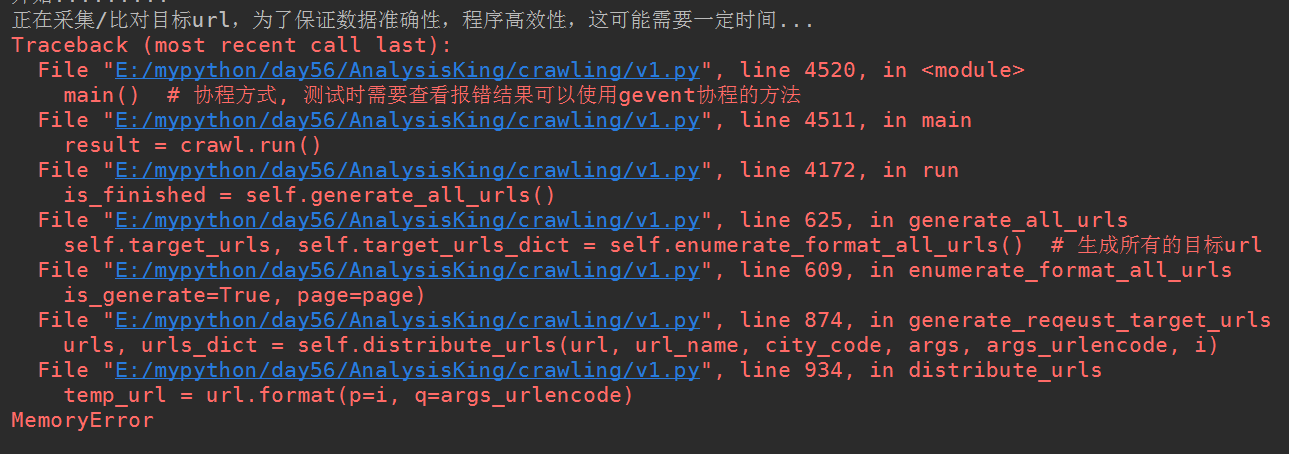 正在采集/比对目标url，为了保证数据准确性，程序高效性，这可能需要一定时间...
Traceback (most recent call last):
  File "E:/mypython/day56/AnalysisKing/crawling/v1.py", line 4520, in <module>
    main()  # 协程方式, 测试时需要查看报错结果可以使用gevent协程的方法
  File "E:/mypython/day56/AnalysisKing/crawling/v1.py", line 4511, in main
    result = crawl.run()
  File "E:/mypython/day56/AnalysisKing/crawling/v1.py", line 4172, in run
    is_finished = self.generate_all_urls()
  File "E:/mypython/day56/AnalysisKing/crawling/v1.py", line 625, in generate_all_urls
    self.target_urls, self.target_urls_dict = self.enumerate_format_all_urls()  # 生成所有的目标url
  File "E:/mypython/day56/AnalysisKing/crawling/v1.py", line 609, in enumerate_format_all_urls
    is_generate=True, page=page)
  File "E:/mypython/day56/AnalysisKing/crawling/v1.py", line 874, in generate_reqeust_target_urls
    urls, urls_dict = self.distribute_urls(url, url_name, city_code, args, args_urlencode, i)
  File "E:/mypython/day56/AnalysisKing/crawling/v1.py", line 934, in distribute_urls
    temp_url = url.format(p=i, q=args_urlencode)
MemoryError